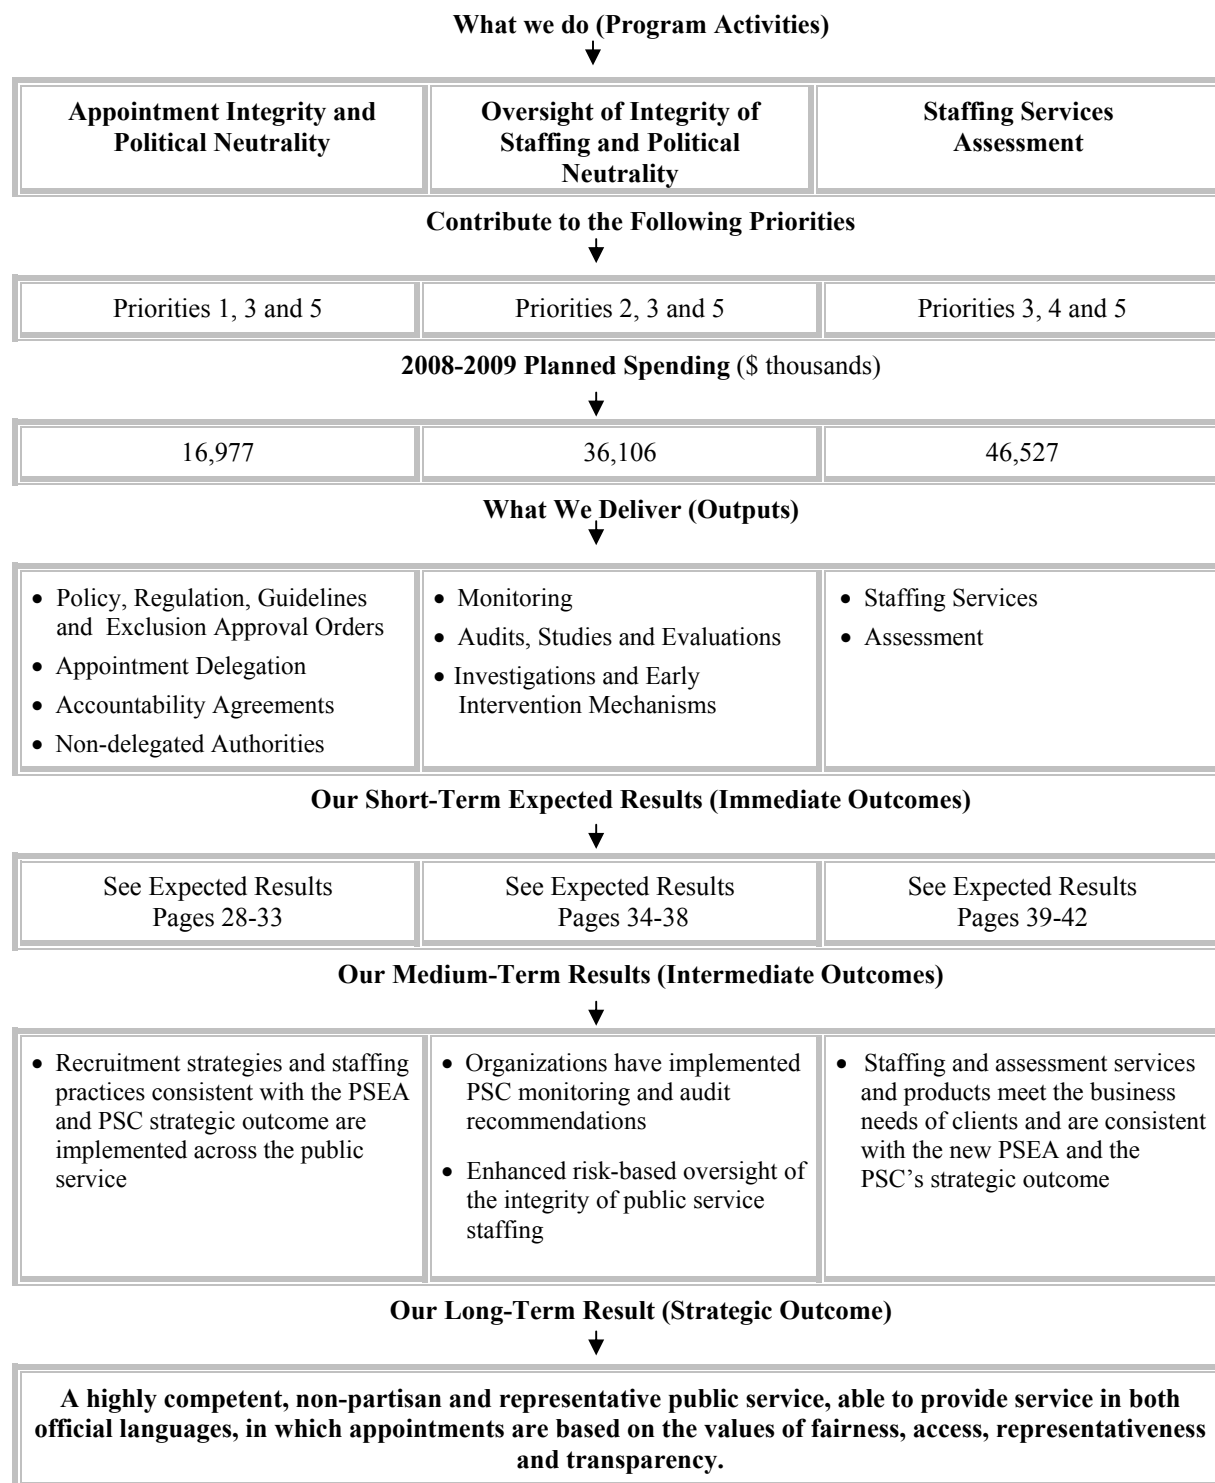 What we do (Program Activities)
Appointment Integrity and
Political Neutrality
Oversight of Integrity of
Staffing and Political
Neutrality
Staffing Services
Assessment
Contribute to the Following Priorities
Priorities 1, 3 and 5
Priorities 2, 3 and 5
Priorities 3, 4 and 5
2008-2009 Planned Spending ($ thousands)
16,977
36,106
46,527
What We Deliver (Outputs)
• Policy, Regulation, Guidelines
and Exclusion Approval Orders
• Appointment Delegation
• Accountability Agreements
• Non-delegated Authorities
• Monitoring
• Audits, Studies and Evaluations
• Investigations and Early
Intervention Mechanisms
• Staffing Services
• Assessment
Our Short-Term Expected Results (Immediate Outcomes)
See Expected Results
Pages 28-33
See Expected Results
Pages 34-38
See Expected Results
Pages 39-42
Our Medium-Term Results (Intermediate Outcomes)
• Recruitment strategies and staffing
practices consistent with the PSEA
and PSC strategic outcome are
implemented across the public
service
• Organizations have implemented
PSC monitoring and audit
recommendations
• Enhanced risk-based oversight of
the integrity of public service
staffing
• Staffing and assessment services
and products meet the business
needs of clients and are consistent
with the new PSEA and the
PSC’s strategic outcome
Our Long-Term Result (Strategic Outcome)
A highly competent, non-partisan and representative public service, able to provide service in both
official languages, in which appointments are based on the values of fairness, access, representativeness
and transparency.